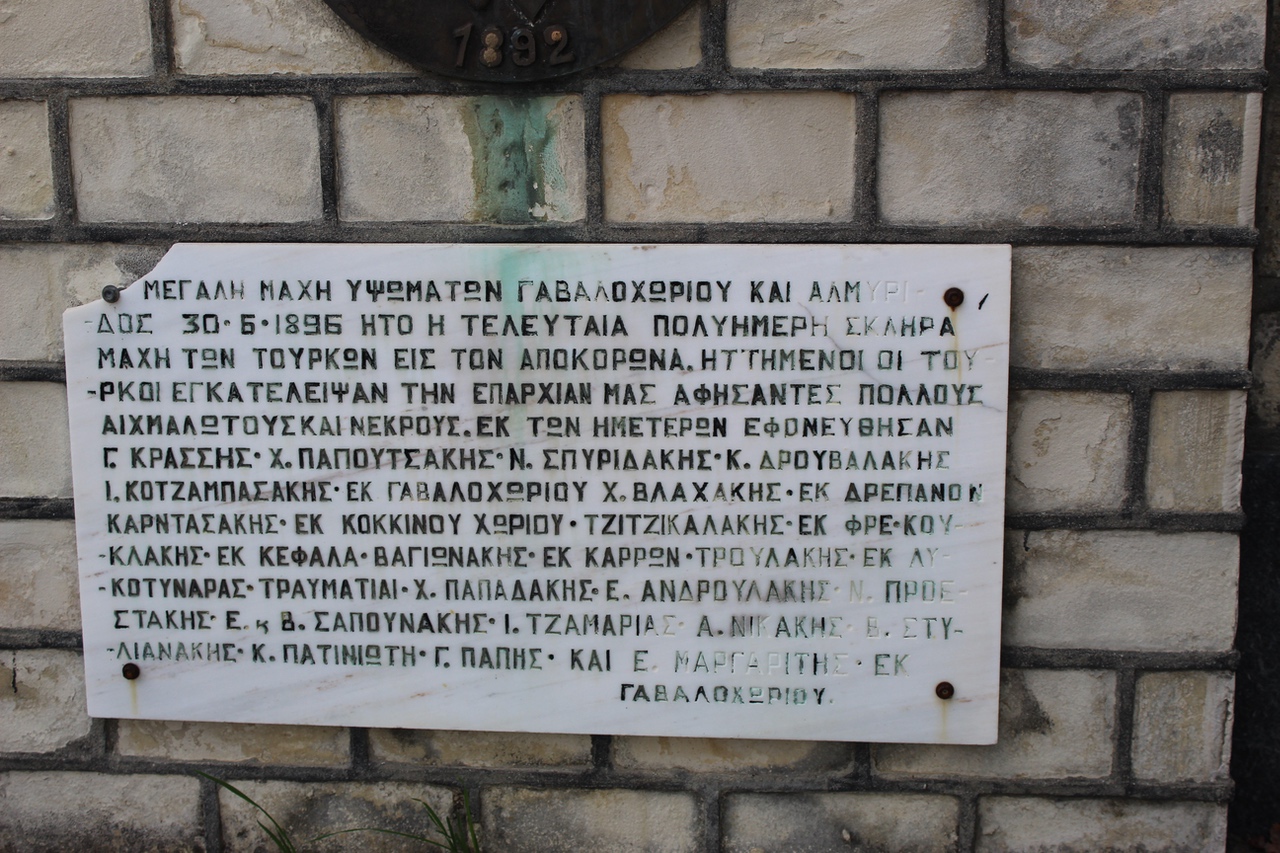 1892
ΜΕΓΑΛΗ ΜΑΧΗ ΥΨΩΜΑΤΩΝ ΓΑΒΑΛΟΧΩΡΙΟΥ ΚΑΙ ΑΛΜΥΡΙ-
-ΔΟΣ 30·5·1896 ΗΤΟ Η ΤΕΛΕΥΤΑΙΑ ΠΟΛΥΗΜΕΡΗ ΣΚΛΗΡΑ
ΜΑΧΗ ΤΩΝ ΤΟΥΡΚΩΝ ΕΙΣ ΤΟΝ ΑΠΟΚΟΡΩΝΑ. ΗΤΤΗΜΕΝΟΙ ΟΙ ΤΟΥ-
-ΡΚΟΙ ΕΓΚΑΤΕΛΕΙΨΑΝ ΤΗΝ ΕΠΑΡΧΙΑΝ ΜΑΣ ΑΦΗΣΑΝΤΕΣ ΠΟΛΛΟΥΣ
ΑΙΧΜΑΛΩΤΟΥΣ ΚΑΙ ΝΕΚΡΟΥΣ. ΕΚ ΤΩΝ ΗΜΕΤΕΡΩΝ ΕΦΟΝΕΥΘΗΣΑΝ
Γ. ΚΡΑΣΣΗΣ· Χ. ΠΑΠΟΥΤΣΑΚΗΣ· Ν. ΣΠΥΡΙΔΑΚΗΣ· Κ. ΔΡΟΥΒΑΛΑΚΗΣ
Ι. ΚΟΤΖΑΜΠΑΣΑΚΗΣ· ΕΚ ΓΑΒΑΛΟΧΩΡΙΟΥ Χ. ΒΛΑΧΑΚΗΣ· ΕΚ ΔΡΕΠΑΝΟΝ
ΚΑΡΝΤΑΣΑΚΗΣ· ΕΚ ΚΟΚΚΙΝΟΥ ΧΩΡΙΟΥ· ΤΖΙΤΖΙΚΑΛΑΚΗΣ· ΕΚ ΦΡΕ· ΚΟΥ-
-ΚΛΑΚΗΣ· ΕΚ ΚΕΦΑΛΑ· ΒΑΓΙΩΝΑΚΗΣ· ΕΚ ΚΑΡΡΩΝ· ΤΡΟΥΛΑΚΗΣ· ΕΚ ΛΥ-
-ΚΟΤΥΝΑΡΑΣ· ΤΡΑΥΜΑΤΙΑΙ· Χ. ΠΑΠΑΔΑΚΗΣ· Ε. ΑΝΔΡΟΥΛΑΚΗΣ· Ν. ΠΡΟΕ-
ΣΤΑΚΗΣ· Ε. κ Β. ΣΑΠΟΥΝΑΚΗΣ· Ι. ΤΖΑΜΑΡΙΑΣ· Α. ΝΙΚΑΚΗΣ· Β. ΣΤΥ-
-ΛΙΑΝΑΚΗΣ· Κ. ΠΑΤΙΝΙΩΤΗ· Γ. ΠΑΠΗΣ· ΚΑΙ Ε. ΜΑΡΓΑΡΙΤΗΣ· ΕΚ
ΓΑΒΑΛΟΧΩΡΙΟΥ.